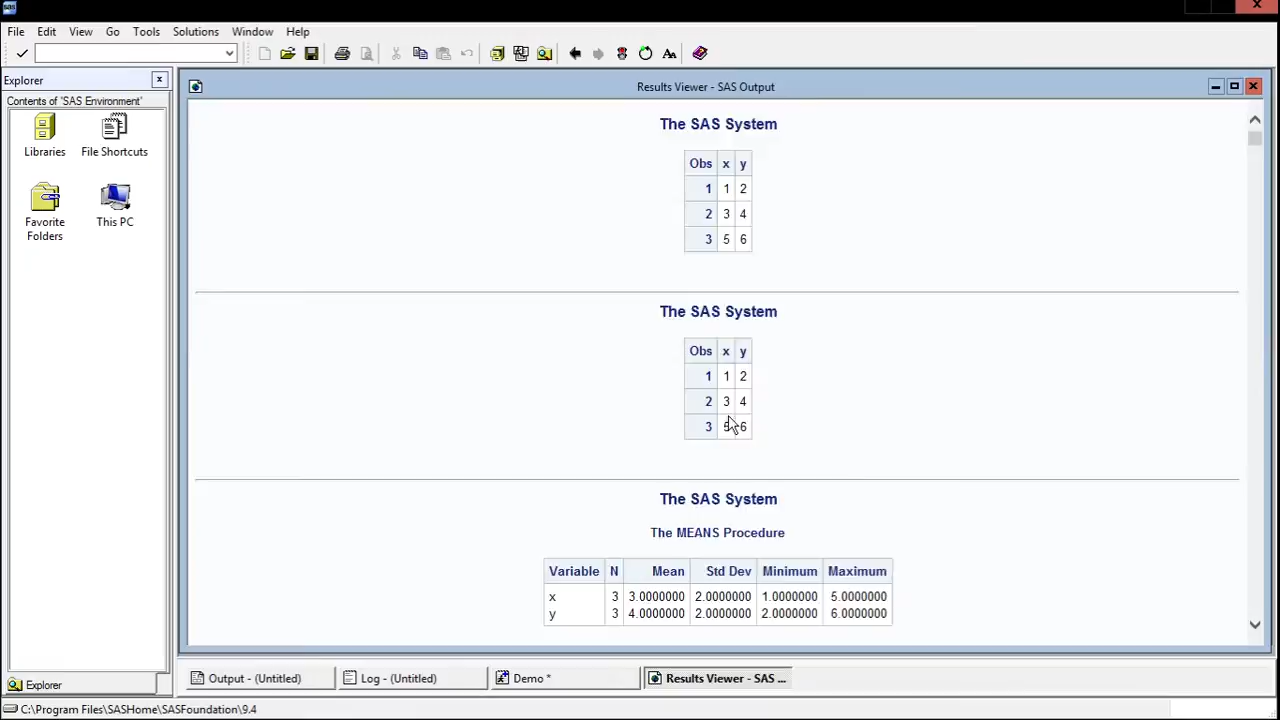 sas
File Edit View Go Tools Solutions Window Help
Explorer x
Contents of 'SAS Environment'
Libraries File Shortcuts
Favorite Folders This PC
Results Viewer - SAS Output
The SAS System
Obs x y
1 1 2
2 3 4
3 5 6
The SAS System
Obs x y
1 1 2
2 3 4
3 5 6
The SAS System
The MEANS Procedure
Variable N Mean Std Dev Minimum Maximum
x 3 3.0000000 2.0000000 1.0000000 5.0000000
y 3 4.0000000 2.0000000 2.0000000 6.0000000
Explorer
Output - (Untitled) Log - (Untitled) Demo * Results Viewer - SAS ...
C:\Program Files\SASHome\SASFoundation\9.4